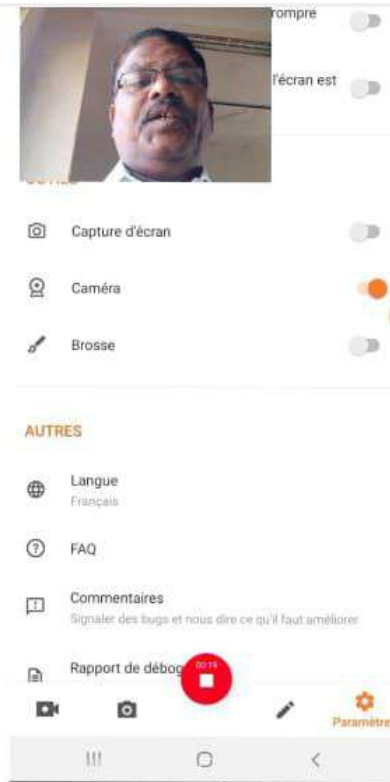 rompre
l'écran est
Capture d'écran
Caméra
Brosse
AUTRES
Langue
Français
FAQ
Commentaires
Signaler des bugs et nous dire ce qu'il faut améliorer
Rapport de débog
00:19
Paramètre